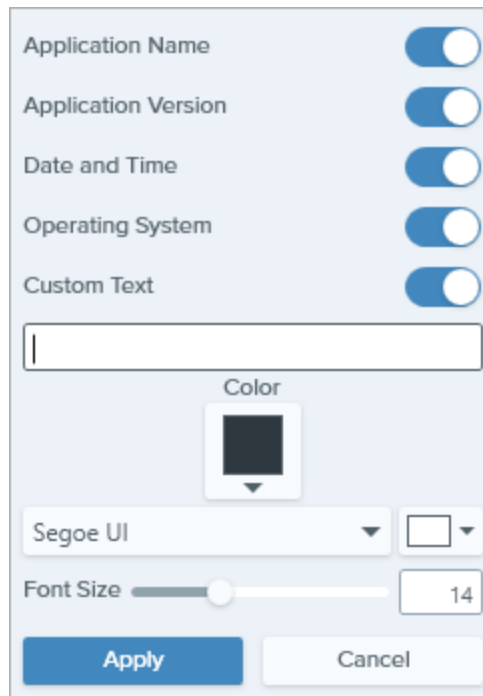 Application Name
Application Version
Date and Time
Operating System
Custom Text
Color
Segoe UI
Font Size 14
Apply Cancel